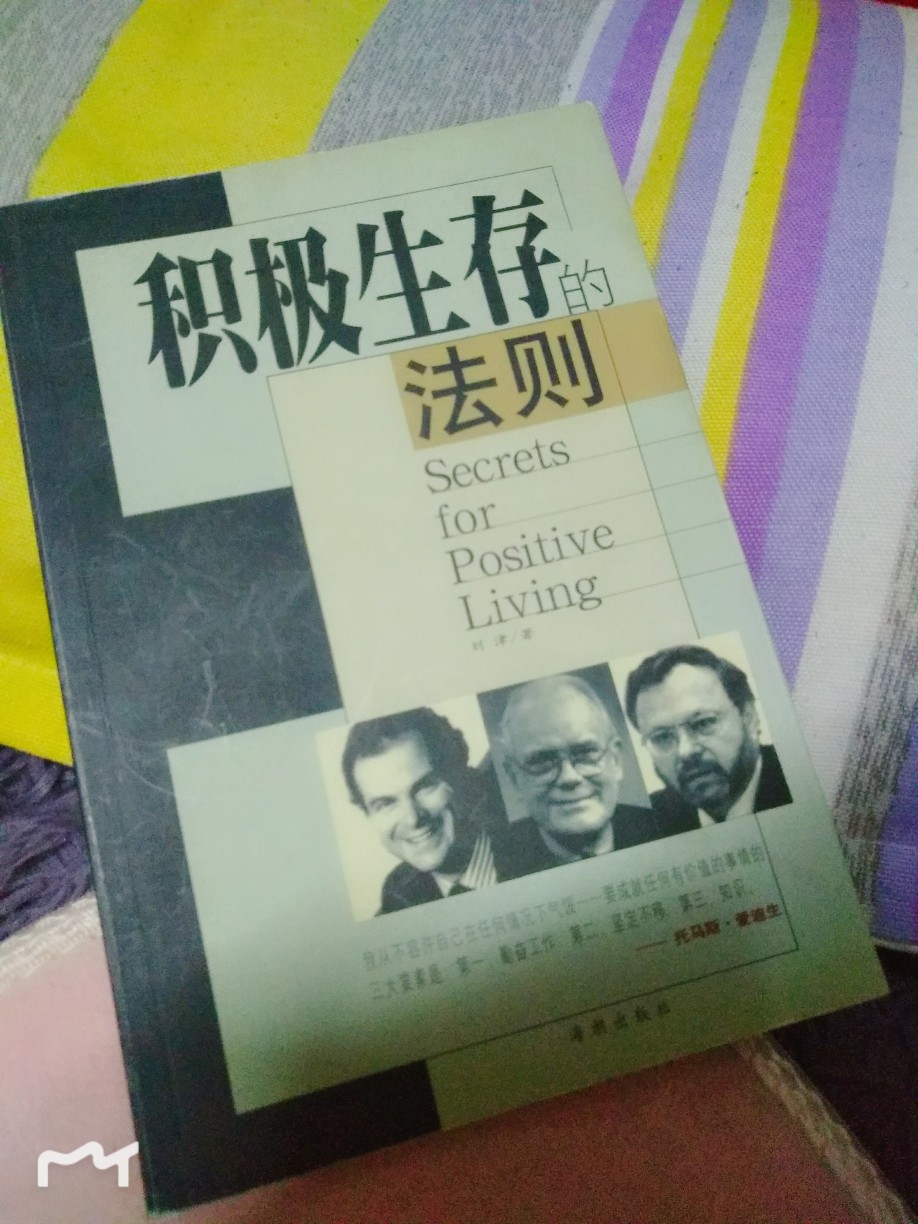 积极生存的
法则
Secrets
for
Positive
Living
刘 津/著
我从不容许自己在任何情况下气馁——要成就任何有价值的事情的
三大要素是 第一、勤奋工作 第二、坚定不移 第三、知识、
——托马斯·爱迪生
出版社